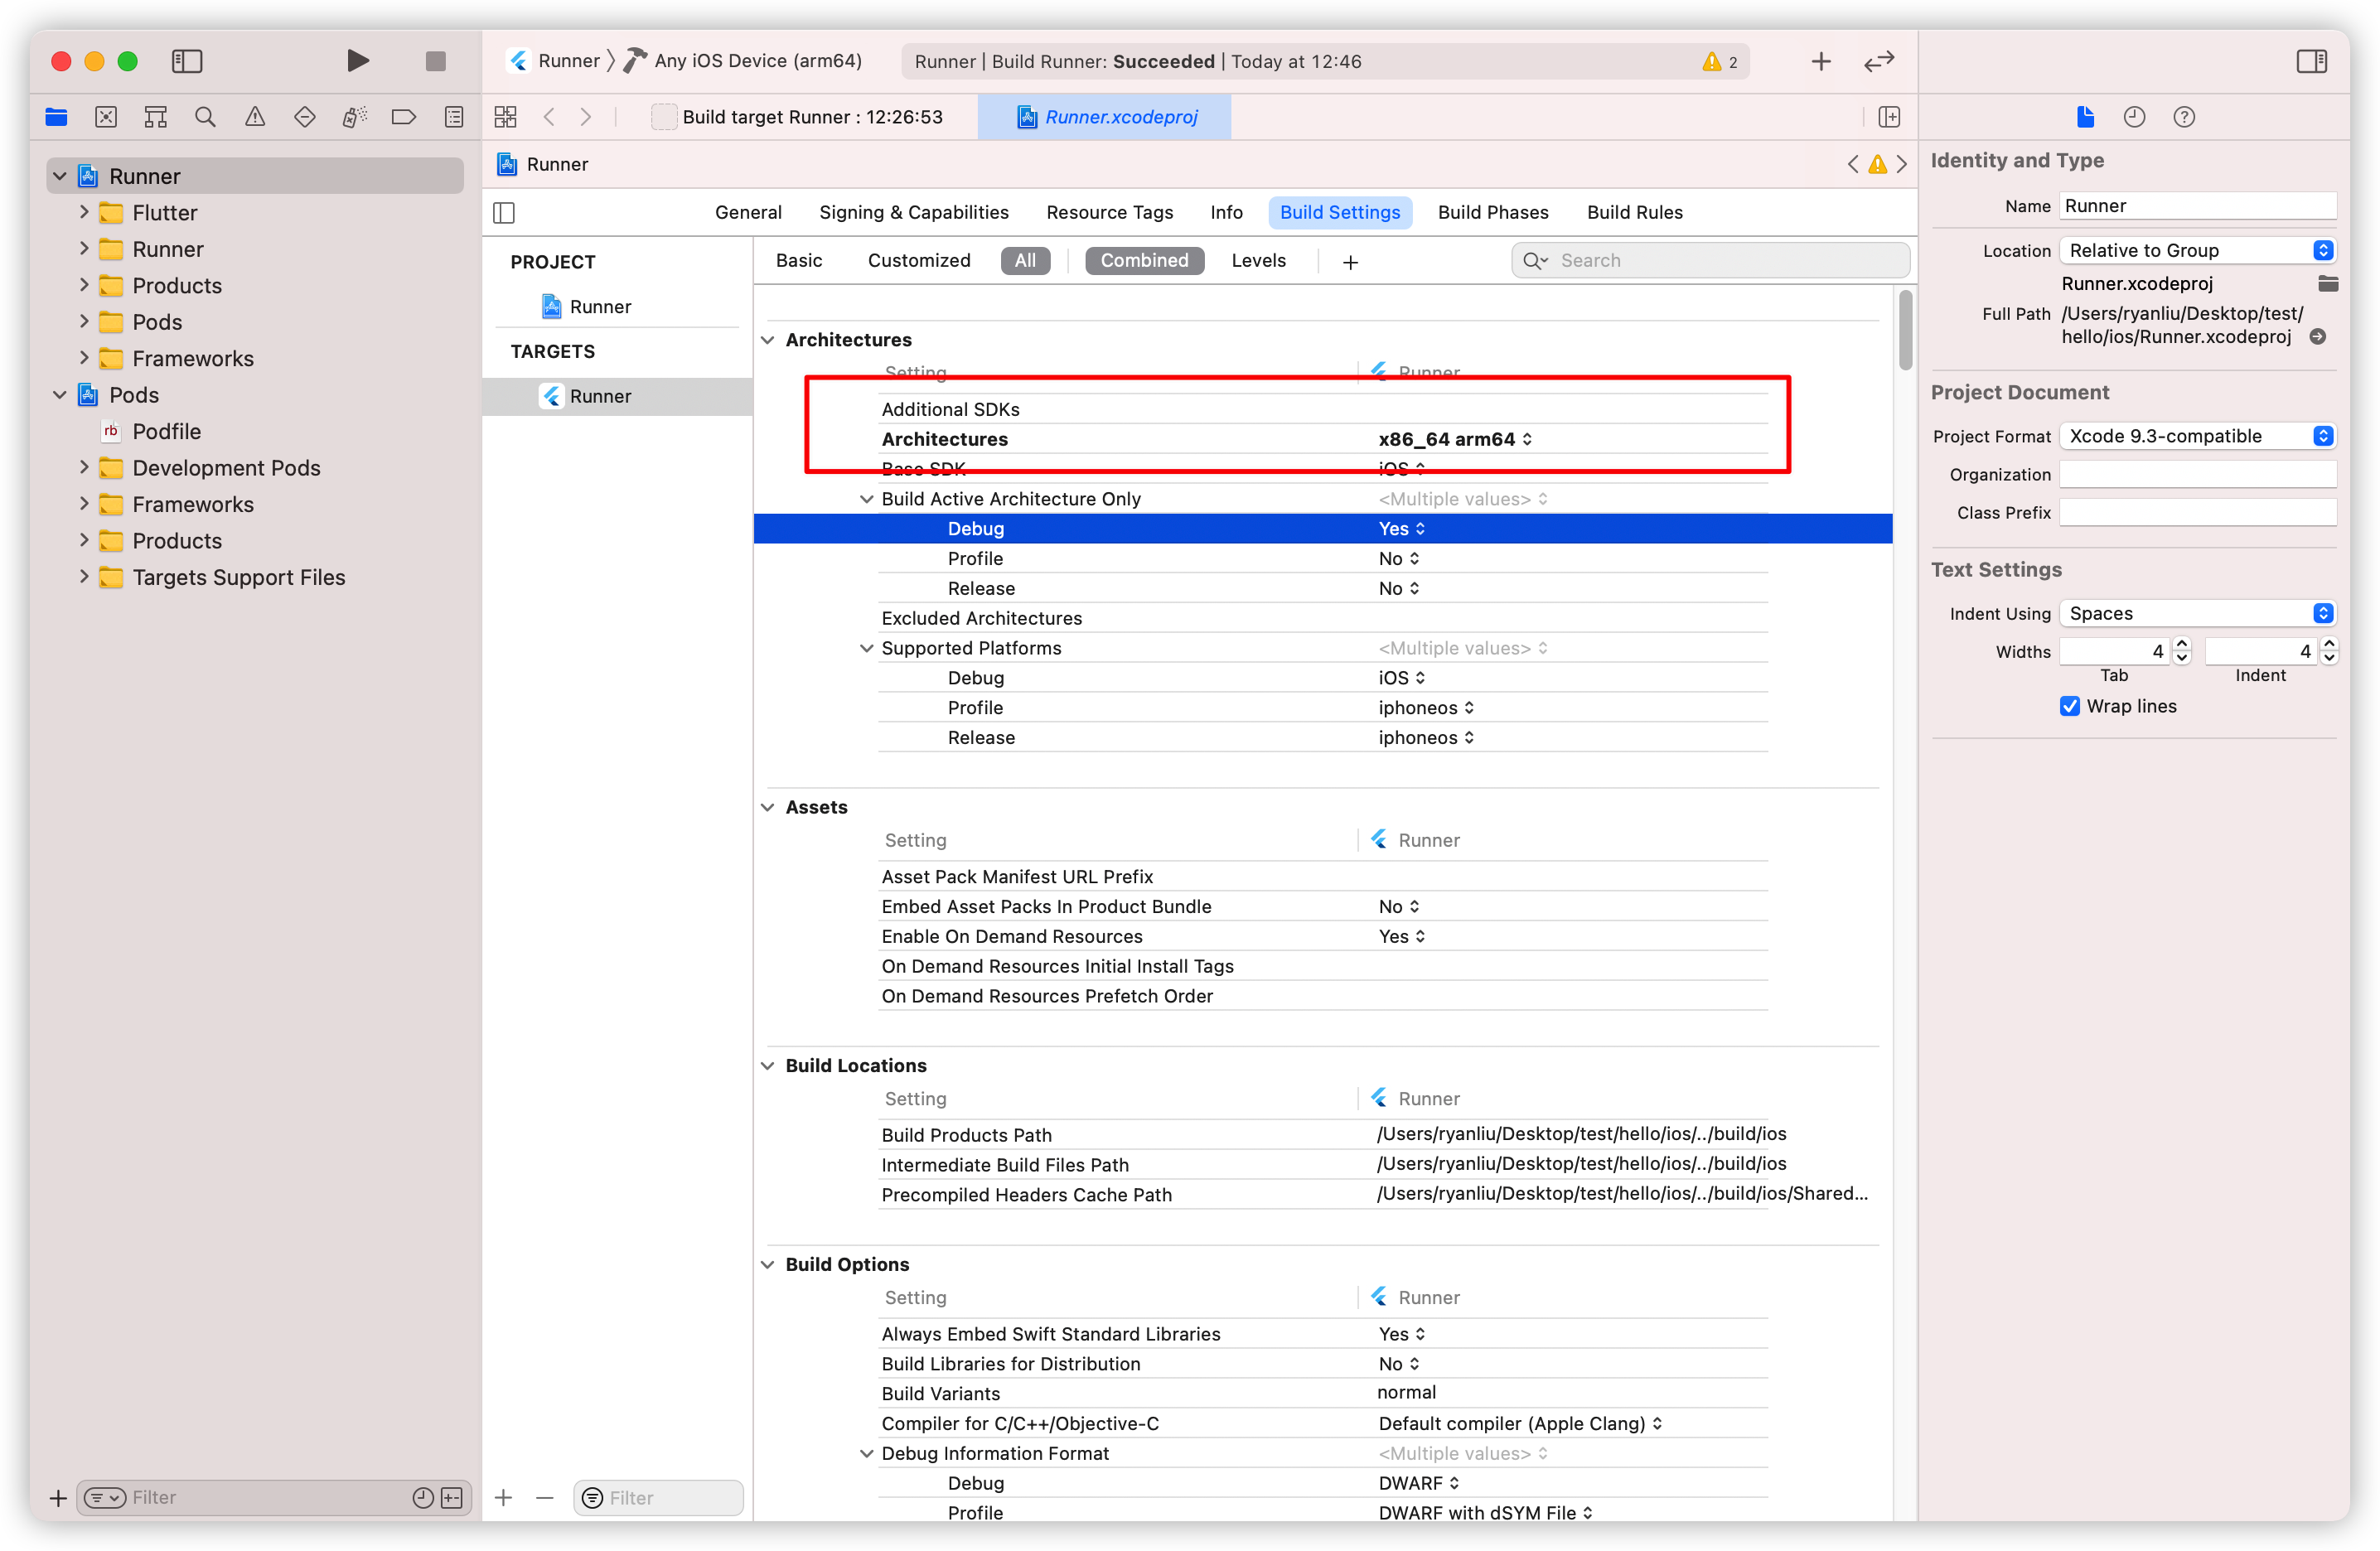 Runner
Any iOS Device (arm64)
Runner | Build Runner: Succeeded | Today at 12:46
2
Build target Runner : 12:26:53
Runner.xcodeproj
Runner
Flutter
Runner
Products
Pods
Frameworks
Pods
rb Podfile
Development Pods
Frameworks
Products
Targets Support Files
Filter
Runner
General Signing & Capabilities Resource Tags Info Build Settings Build Phases Build Rules
PROJECT
Runner
TARGETS
Runner
Filter
Basic Customized All Combined Levels
Search
Architectures
Setting Runner
Additional SDKs
Architectures x86_64 arm64
Base SDK iOS
Build Active Architecture Only <Multiple values>
Debug Yes
Profile No
Release No
Excluded Architectures
Supported Platforms <Multiple values>
Debug iOS
Profile iphoneos
Release iphoneos
Assets
Setting Runner
Asset Pack Manifest URL Prefix
Embed Asset Packs In Product Bundle No
Enable On Demand Resources Yes
On Demand Resources Initial Install Tags
On Demand Resources Prefetch Order
Build Locations
Setting Runner
Build Products Path /Users/ryanliu/Desktop/test/hello/ios/../build/ios
Intermediate Build Files Path /Users/ryanliu/Desktop/test/hello/ios/../build/ios
Precompiled Headers Cache Path /Users/ryanliu/Desktop/test/hello/ios/../build/ios/Shared...
Build Options
Setting Runner
Always Embed Swift Standard Libraries Yes
Build Libraries for Distribution No
Build Variants normal
Compiler for C/C++/Objective-C Default compiler (Apple Clang)
Debug Information Format <Multiple values>
Debug DWARF
Profile DWARF with dSYM File
Identity and Type
Name Runner
Location Relative to Group
Runner.xcodeproj
Full Path /Users/ryanliu/Desktop/test/
hello/ios/Runner.xcodeproj
Project Document
Project Format Xcode 9.3-compatible
Organization
Class Prefix
Text Settings
Indent Using Spaces
Widths 4 4
Tab Indent
Wrap lines